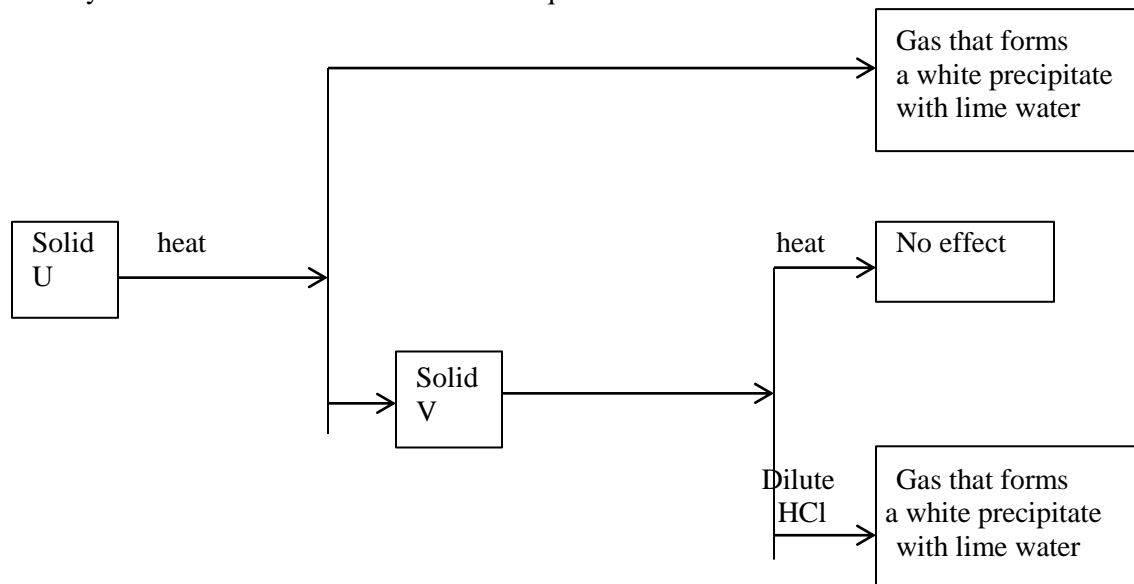 Gas that forms
a white precipitate
with lime water
Solid
U
heat
heat
No effect
Solid
V
Dilute
HCl
Gas that forms
a white precipitate
with lime water